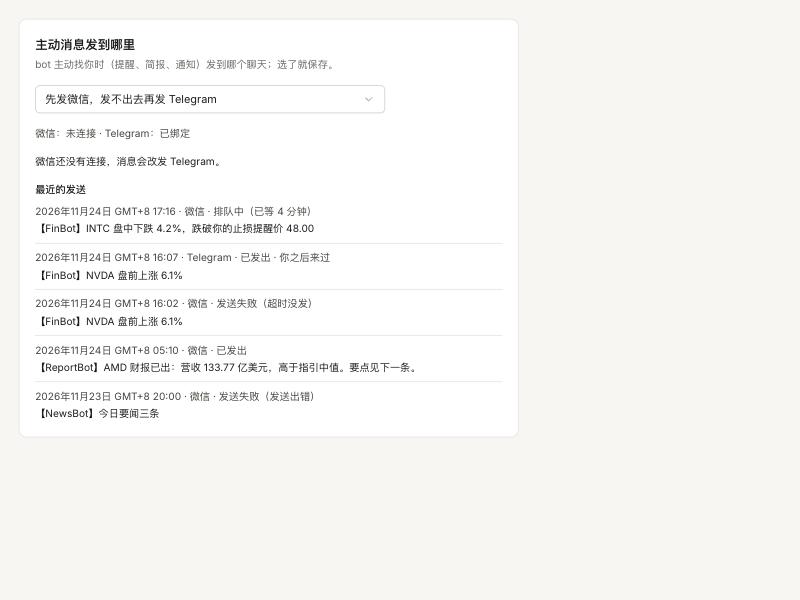 主动消息发到哪里
bot 主动找你时（提醒、简报、通知）发到哪个聊天；选了就保存。
先发微信，发不出去再发 Telegram
微信：未连接 · Telegram：已绑定
微信还没有连接，消息会改发 Telegram。
最近的发送
2026年11月24日 GMT+8 17:16 · 微信 · 排队中（已等 4 分钟）
【FinBot】INTC 盘中下跌 4.2%，跌破你的止损提醒价 48.00
2026年11月24日 GMT+8 16:07 · Telegram · 已发出 · 你之后来过
【FinBot】NVDA 盘前上涨 6.1%
2026年11月24日 GMT+8 16:02 · 微信 · 发送失败（超时没发）
【FinBot】NVDA 盘前上涨 6.1%
2026年11月24日 GMT+8 05:10 · 微信 · 已发出
【ReportBot】AMD 财报已出：营收 133.77 亿美元，高于指引中值。要点见下一条。
2026年11月23日 GMT+8 20:00 · 微信 · 发送失败（发送出错）
【NewsBot】今日要闻三条